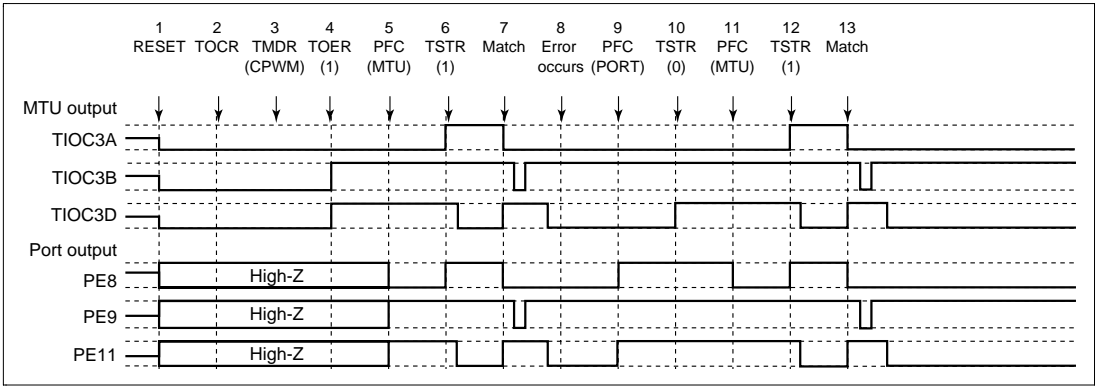 1 2 3 4 5 6 7 8 9 10 11 12 13
RESET TOCR TMDR TOER PFC TSTR Match Error PFC TSTR PFC TSTR Match
(CPWM) (1) (MTU) (1) occurs (PORT) (0) (MTU) (1)
MTU output
TIOC3A
TIOC3B
TIOC3D
Port output
PE8 High-Z
PE9 High-Z
PE11 High-Z